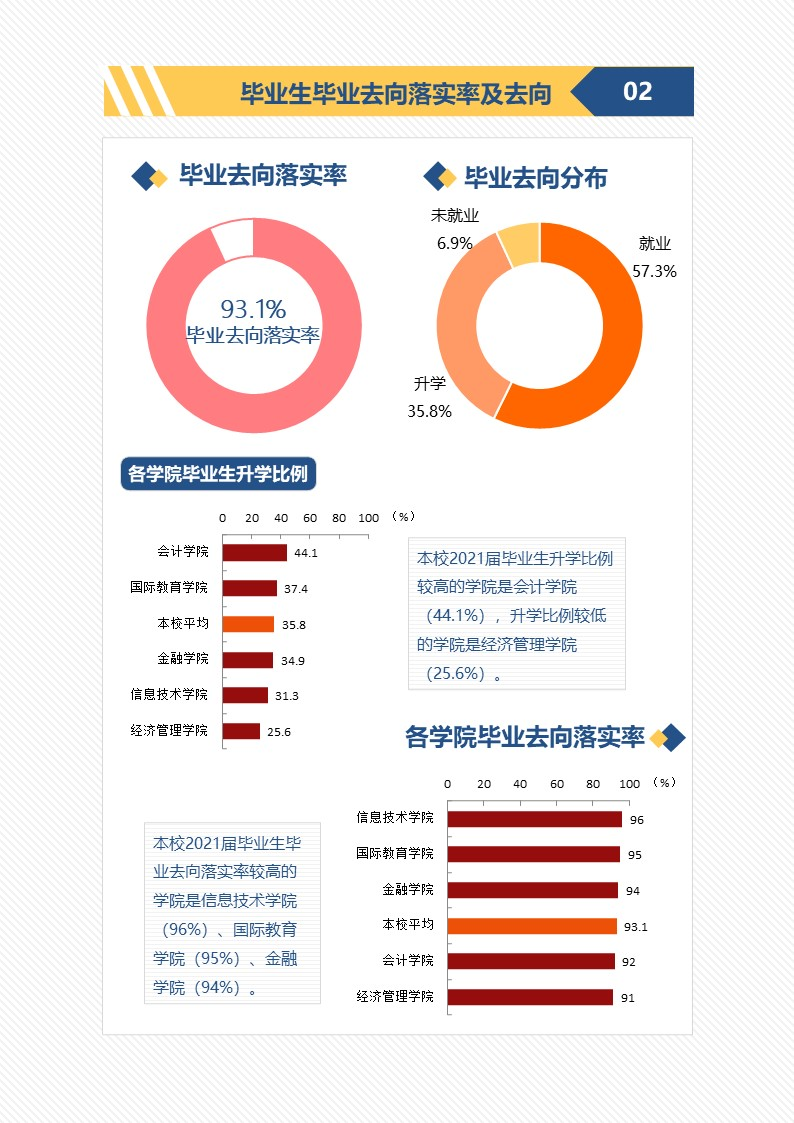 毕业生毕业去向落实率及去向
02
毕业去向落实率
93.1%
毕业去向落实率
毕业去向分布
未就业
6.9%
就业
57.3%
升学
35.8%
各学院毕业生升学比例
0 20 40 60 80 100 （%）
会计学院 44.1
国际教育学院 37.4
本校平均 35.8
金融学院 34.9
信息技术学院 31.3
经济管理学院 25.6
本校2021届毕业生升学比例
较高的学院是会计学院
（44.1%），升学比例较低
的学院是经济管理学院
（25.6%）。
各学院毕业去向落实率
0 20 40 60 80 100 （%）
信息技术学院 96
国际教育学院 95
金融学院 94
本校平均 93.1
会计学院 92
经济管理学院 91
本校2021届毕业生毕
业去向落实率较高的
学院是信息技术学院
（96%）、国际教育
学院（95%）、金融
学院（94%）。